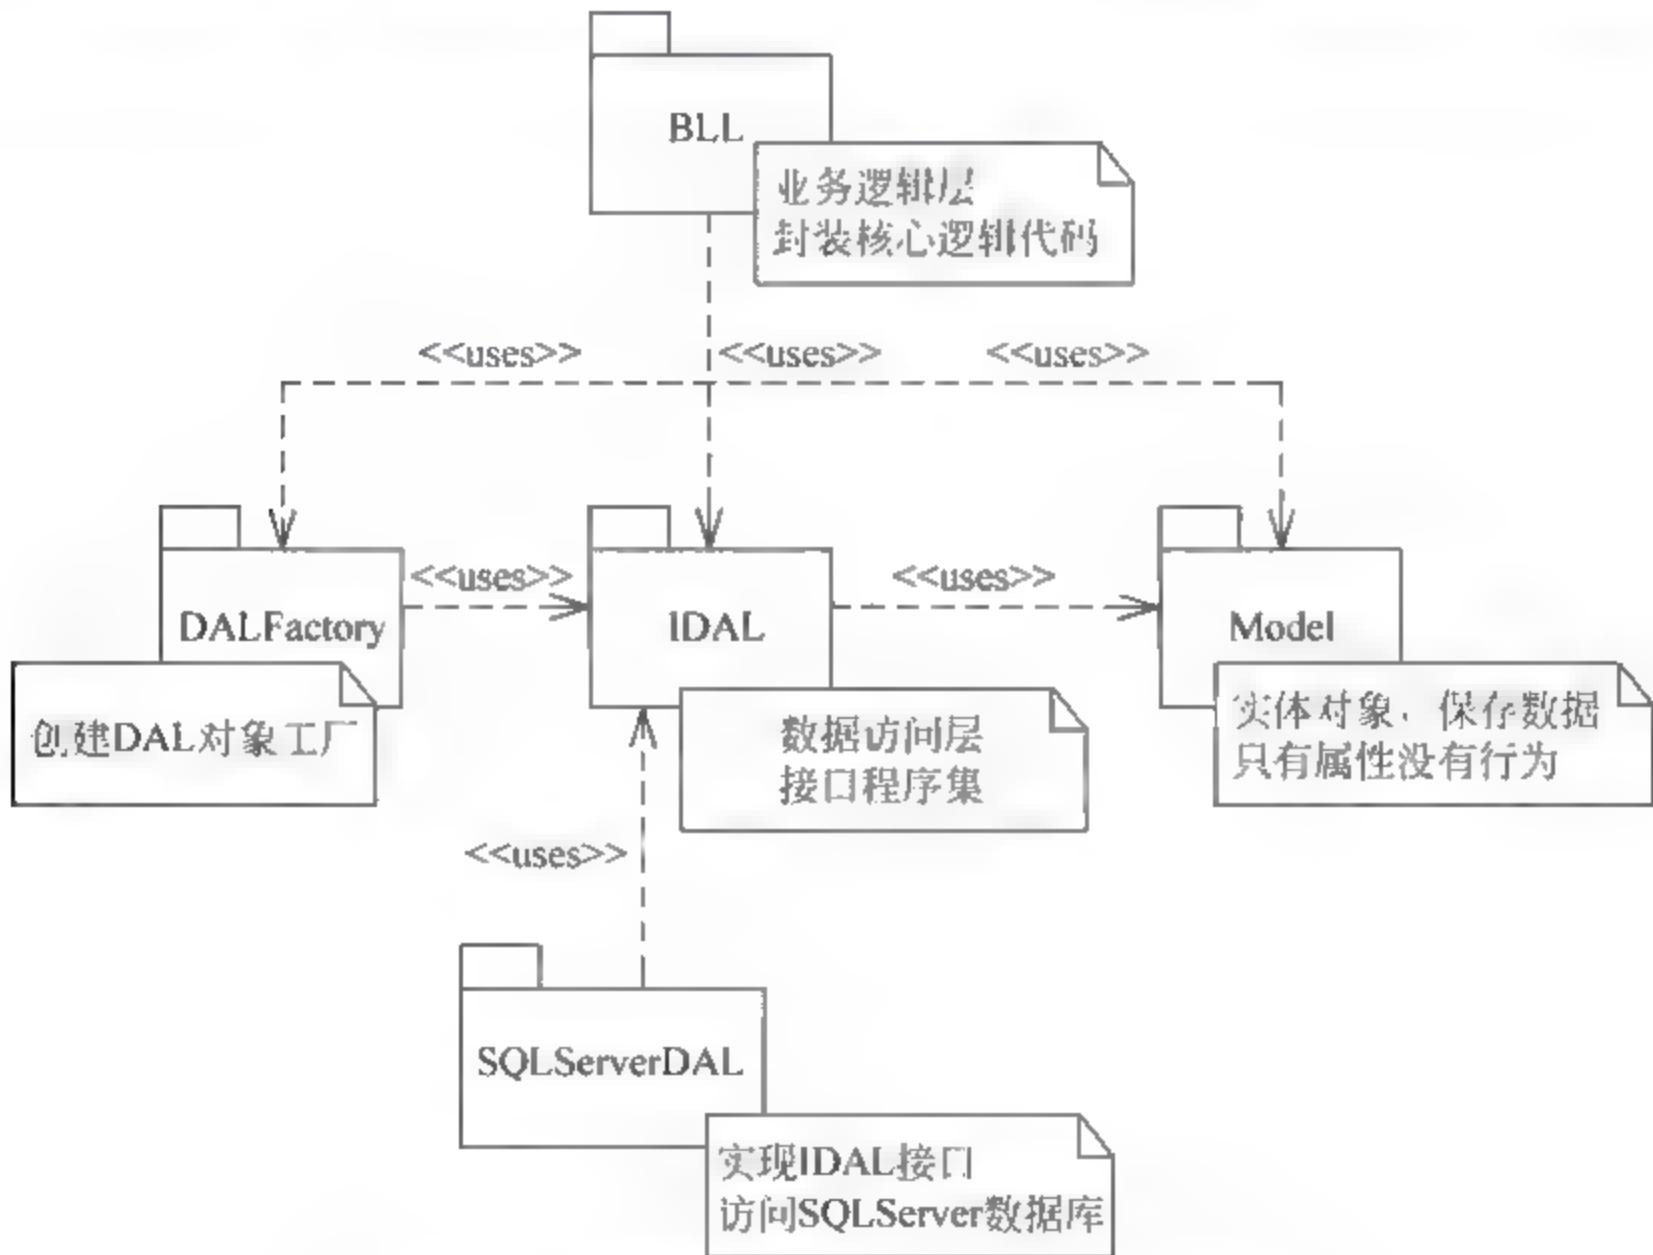 BLL
业务逻辑层
封装核心逻辑代码
<<uses>>
<<uses>>
<<uses>>
DALFactory
<<uses>>
IDAL
<<uses>>
Model
创建DAL对象工厂
数据访问层
接口程序集
实体对象、保存数据
只有属性没有行为
<<uses>>
SQLServerDAL
实现IDAL接口
访问SQLServer数据库